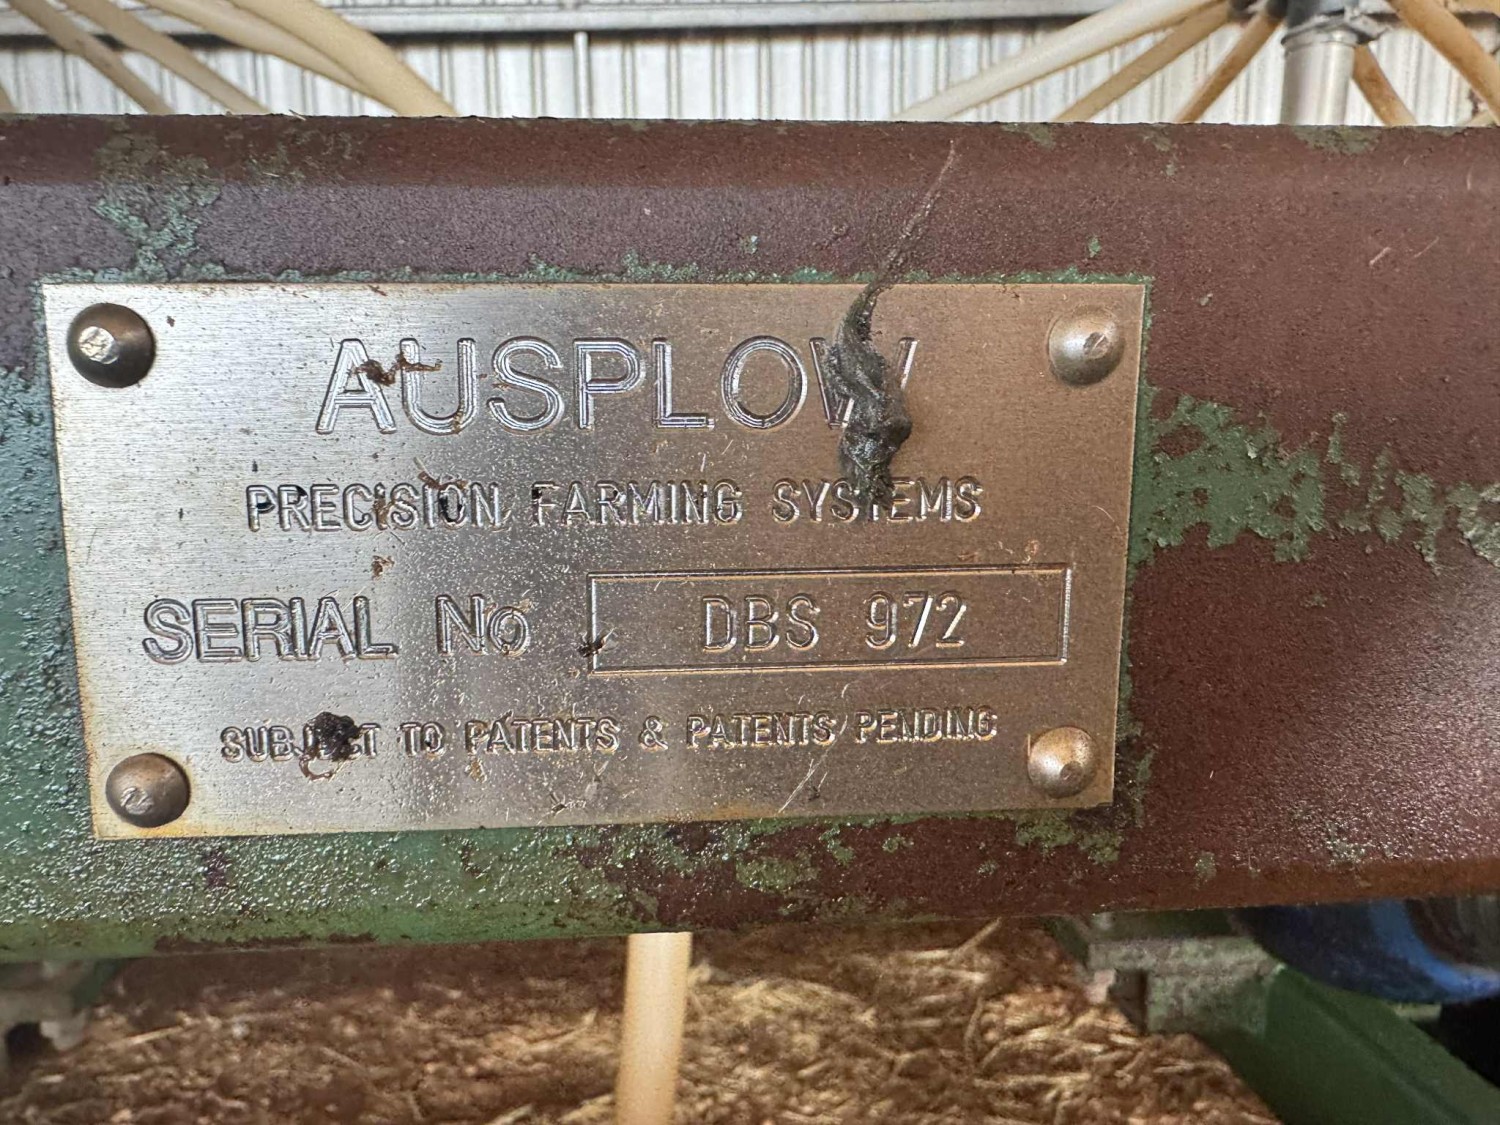 AUSPLOW
PRECISION FARMING SYSTEMS
SERIAL No DBS 972
SUBJECT TO PATENTS & PATENTS PENDING